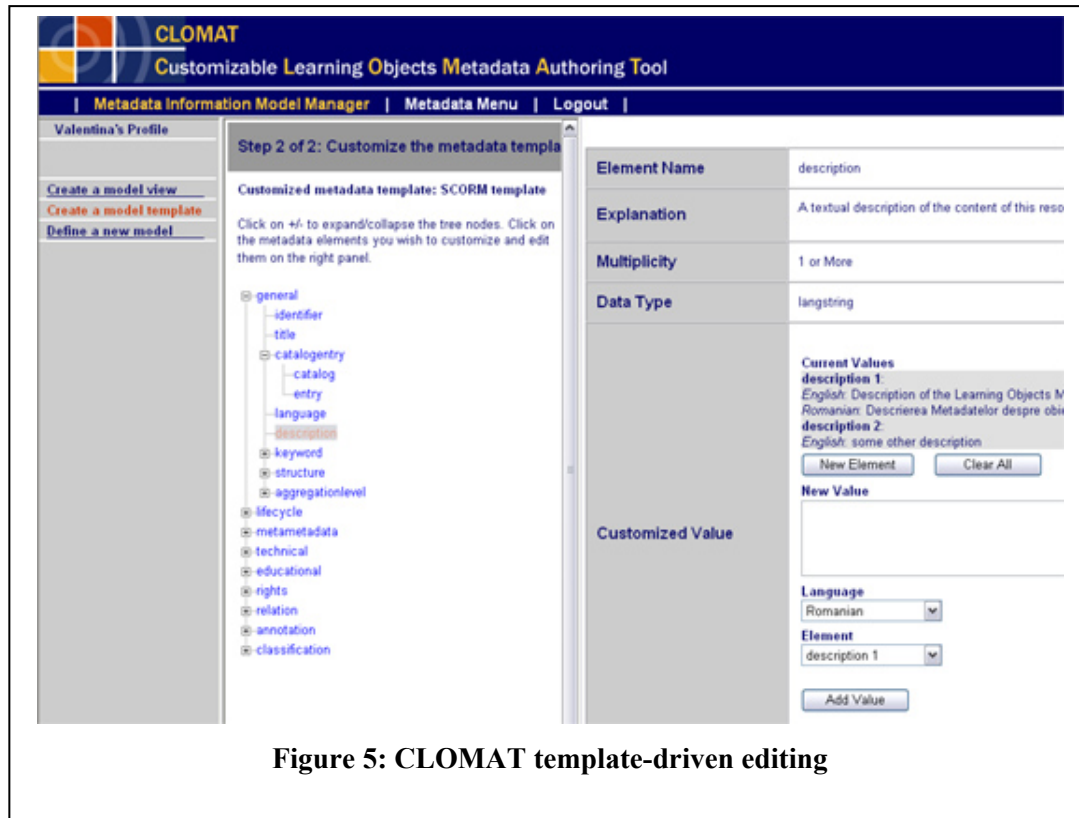 CLOMAT
Customizable Learning Objects Metadata Authoring Tool
| Metadata Information Model Manager | Metadata Menu | Logout |
Valentina's Profile
Create a model view
Create a model template
Define a new model
Step 2 of 2: Customize the metadata templa
Customized metadata template: SCORM template
Click on +/- to expand/collapse the tree nodes. Click on
the metadata elements you wish to customize and edit
them on the right panel.
general
identifier
title
catalogentry
catalog
entry
language
description
keyword
structure
aggregationlevel
lifecycle
metametadata
technical
educational
rights
relation
annotation
classification
Element Name
description
Explanation
A textual description of the content of this reso
Multiplicity
1 or More
Data Type
langstring
Customized Value
Current Values
description 1:
English: Description of the Learning Objects M
Romanian: Descrierea Metadatelor despre obie
description 2:
English: some other description
New Element Clear All
New Value
Language
Romanian
Element
description 1
Add Value
Figure 5: CLOMAT template-driven editing